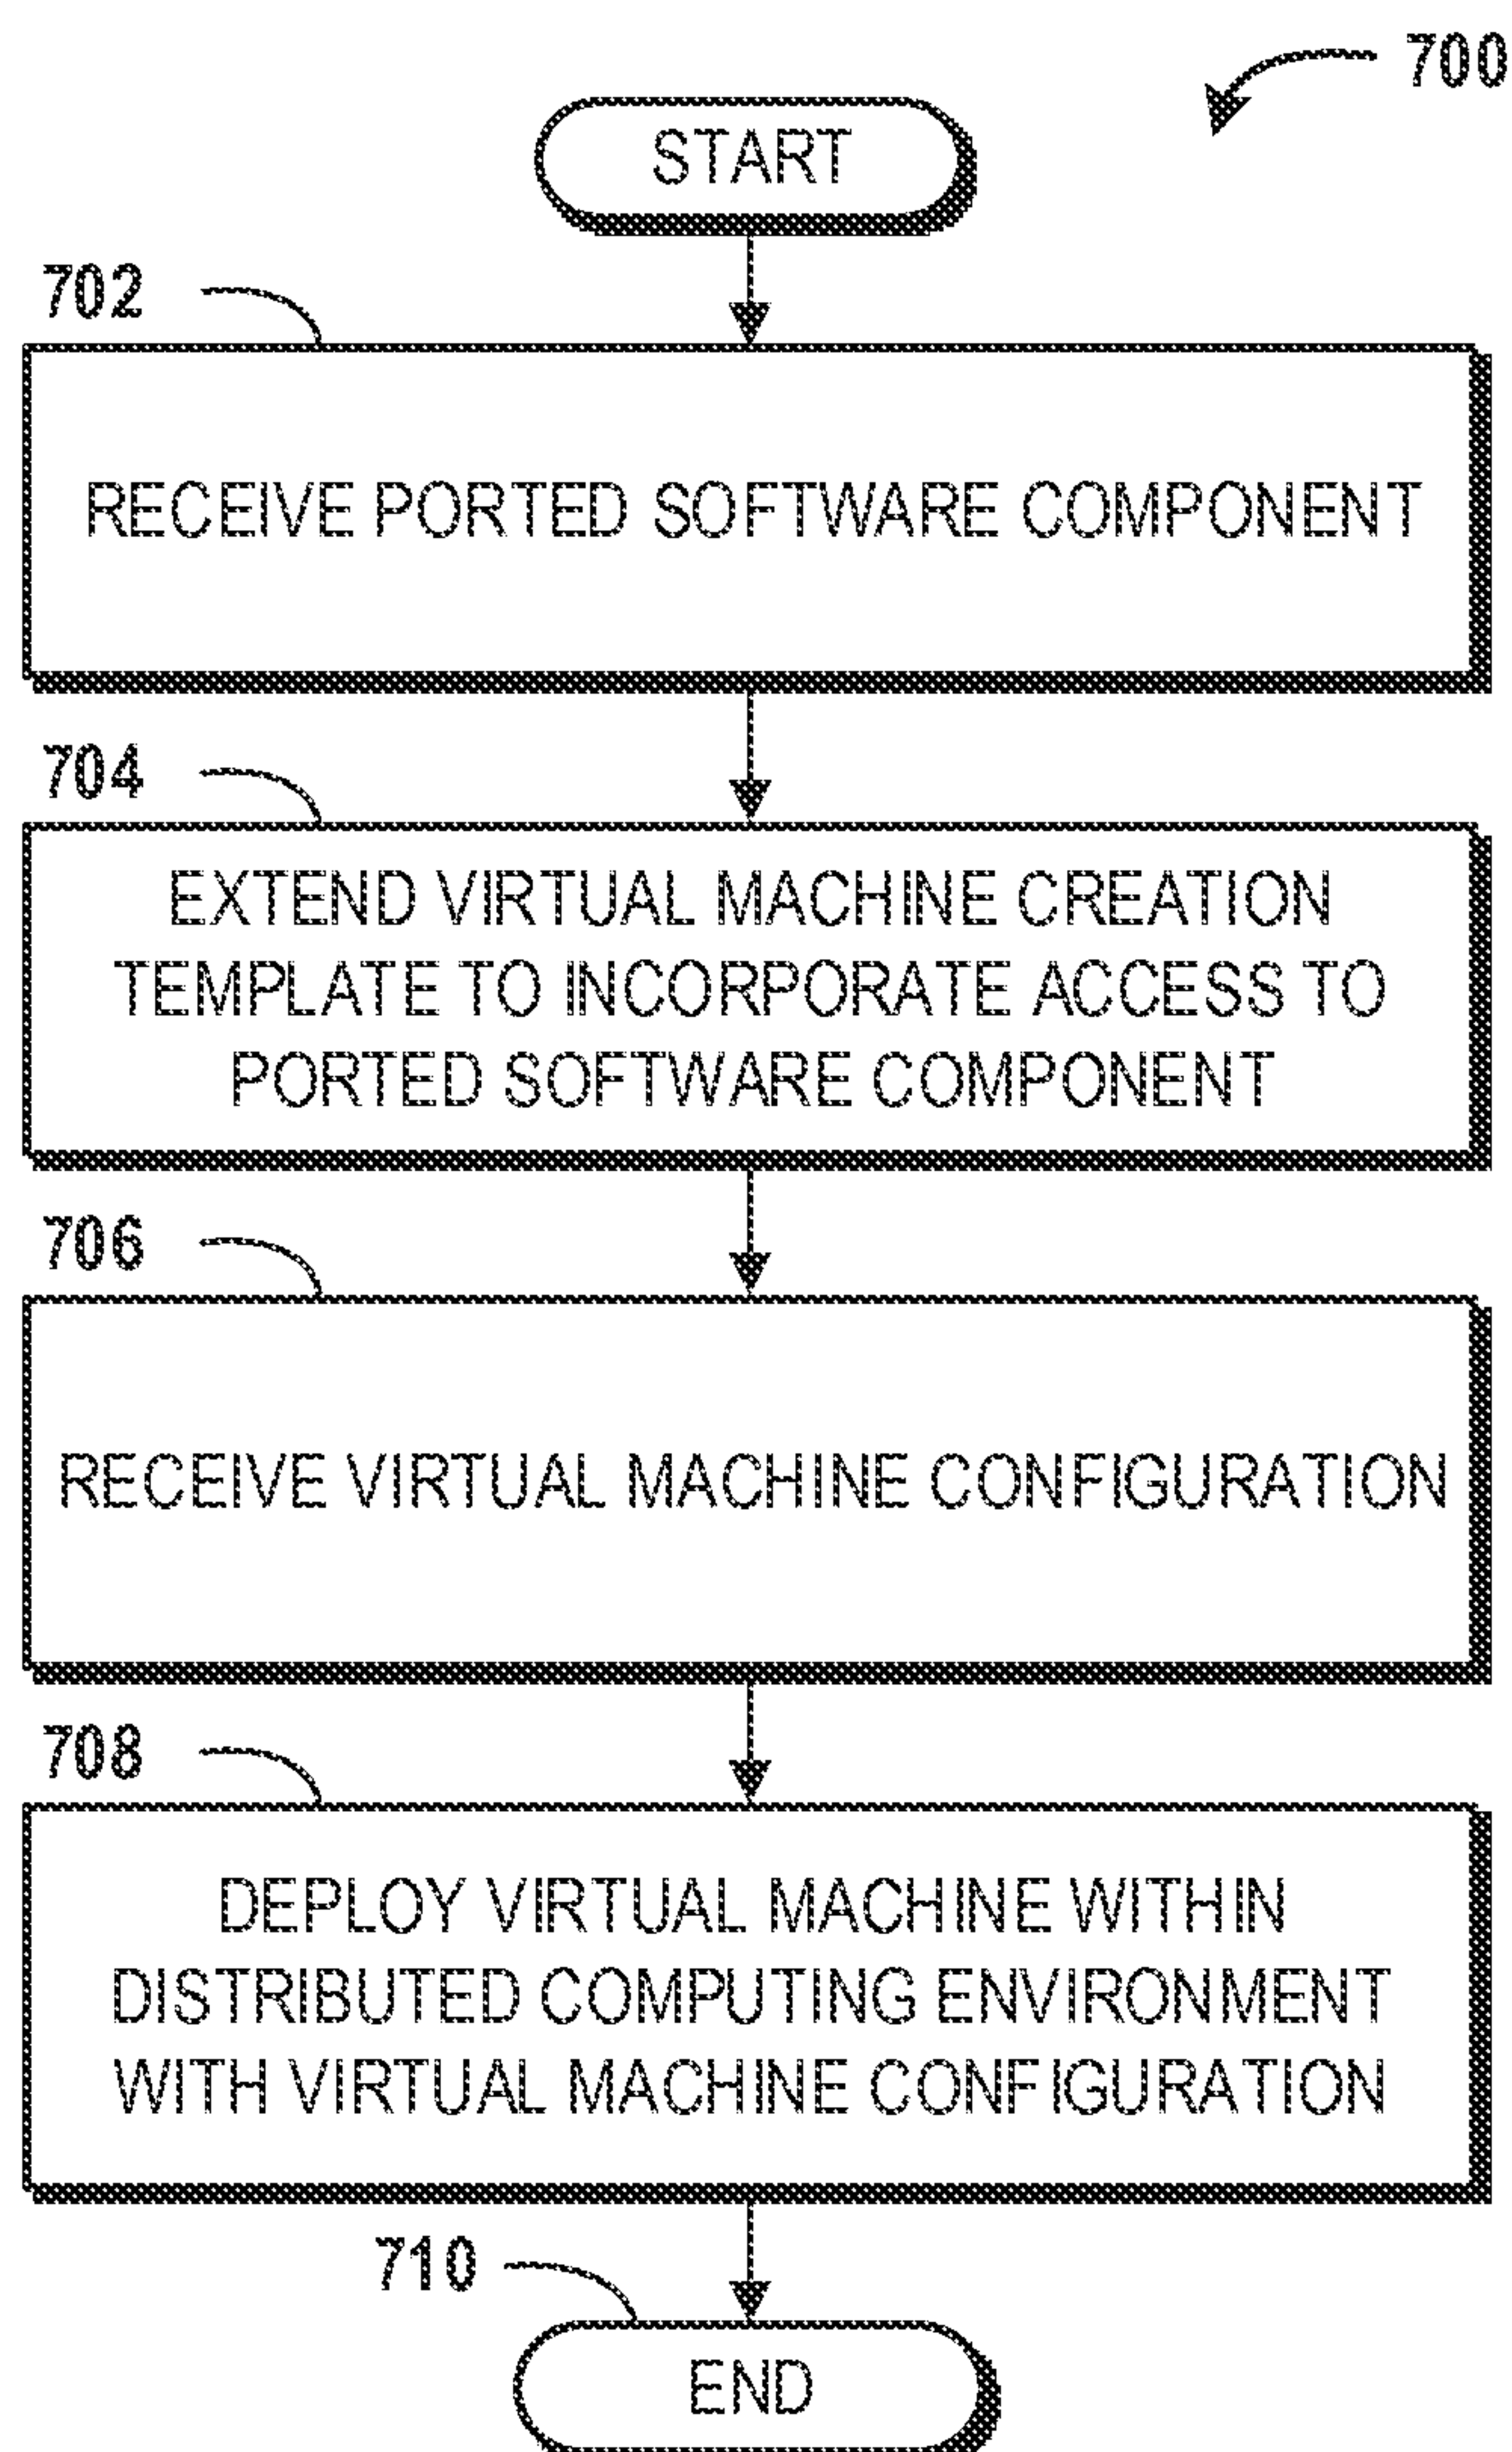 700
START
702
RECEIVE PORTED SOFTWARE COMPONENT
704
EXTEND VIRTUAL MACHINE CREATION
TEMPLATE TO INCORPORATE ACCESS TO
PORTED SOFTWARE COMPONENT
706
RECEIVE VIRTUAL MACHINE CONFIGURATION
708
DEPLOY VIRTUAL MACHINE WITHIN
DISTRIBUTED COMPUTING ENVIRONMENT
WITH VIRTUAL MACHINE CONFIGURATION
710
END